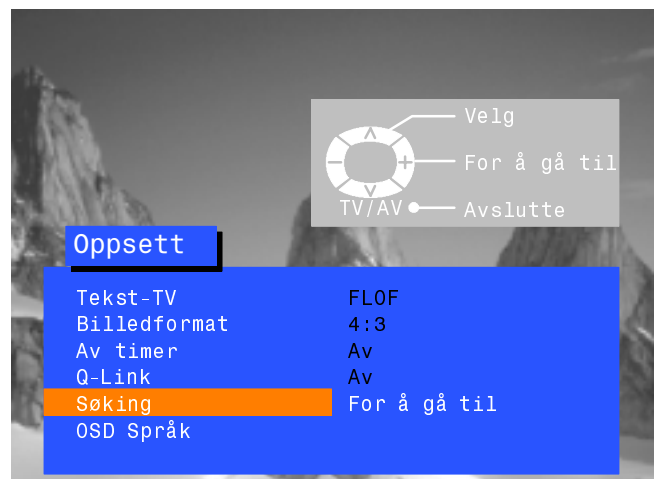 Velg
For å gå til
TV/AV Avslutte
Oppsett
Tekst-TV FLOF
Billedformat 4:3
Av timer Av
Q-Link Av
Søking For å gå til
OSD Språk